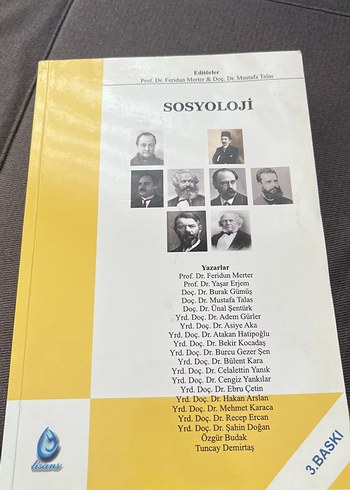 Editörler
Prof. Dr. Feridun Merter & Doç. Dr. Mustafa Talas
SOSYOLOJİ
Yazarlar
Prof. Dr. Feridun Merter
Prof. Dr. Yaşar Erjem
Doç. Dr. Burak Gümüş
Doç. Dr. Mustafa Talas
Doç. Dr. Ünal Şentürk
Yrd. Doç. Dr. Adem Gürler
Yrd. Doç. Dr. Asiye Aka
Yrd. Doç. Dr. Atakan Hatipoğlu
Yrd. Doç. Dr. Bekir Kocadaş
Yrd. Doç. Dr. Burcu Gezer Şen
Yrd. Doç. Dr. Bülent Kara
Yrd. Doç. Dr. Celalettin Yanık
Yrd. Doç. Dr. Cengiz Yanıklar
Yrd. Doç. Dr. Ebru Çetin
Yrd. Doç. Dr. Hakan Arslan
Yrd. Doç. Dr. Mehmet Karaca
Yrd. Doç. Dr. Recep Ercan
Yrd. Doç. Dr. Şahin Doğan
Özgür Budak
Tuncay Demirtaş
3.BASKI
lisans